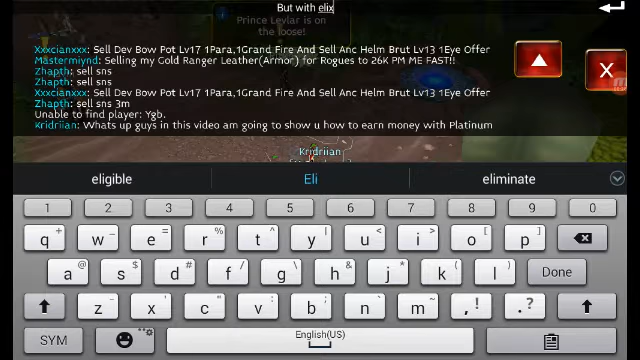 But with elix
Prince Leylar is on
the loose!
Xxxcianxxx: Sell Dev Bow Pot Lv17 1Para,1Grand Fire And Sell Anc Helm Brut Lv13 1Eye Offer
Mastermiynd: Selling my Gold Ranger Leather(Armor) for Rogues to 26K PM ME FAST!!
Zhapth: sell sns
Zhapth: sell sns
Xxxcianxxx: Sell Dev Bow Pot Lv17 1Para,1Grand Fire And Sell Anc Helm Brut Lv13 1Eye Offer
Zhapth: sell sns 3m
Unable to find player: Ygb.
Kridriian: Whats up guys in this video am going to show u how to earn money with Platinum
X
Kridriian
eligible Eli eliminate
1 2 3 4 5 6 7 8 9 0
q + w - e = r % t ^ y | u < i > o [ p ]
a @ s $ d # f / g \ h & j * k ( l ) Done
z x c v b n m , ! . ?
SYM English(US)